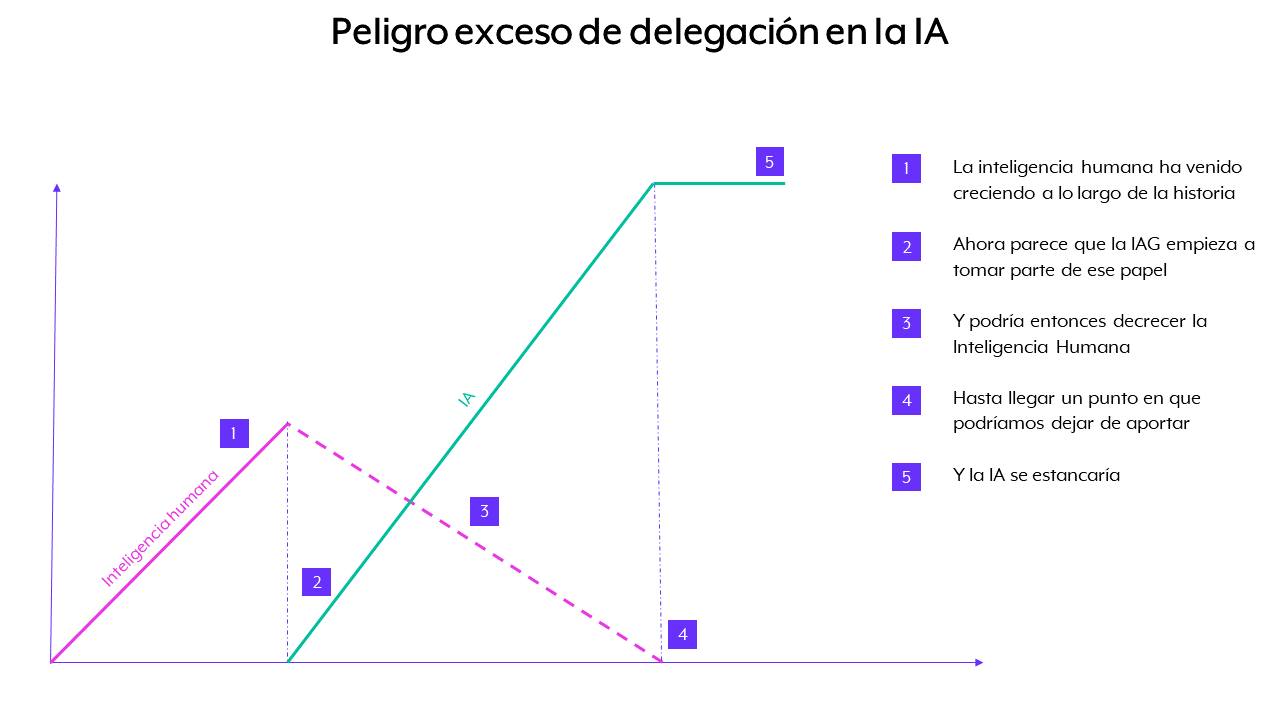 Peligro exceso de delegación en la IA
5
1
Inteligencia humana
IA
3
2
4
1
La inteligencia humana ha venido
creciendo a lo largo de la historia
2
Ahora parece que la IAG empieza a
tomar parte de ese papel
3
Y podría entonces decrecer la
Inteligencia Humana
4
Hasta llegar un punto en que
podríamos dejar de aportar
5
Y la IA se estancaría